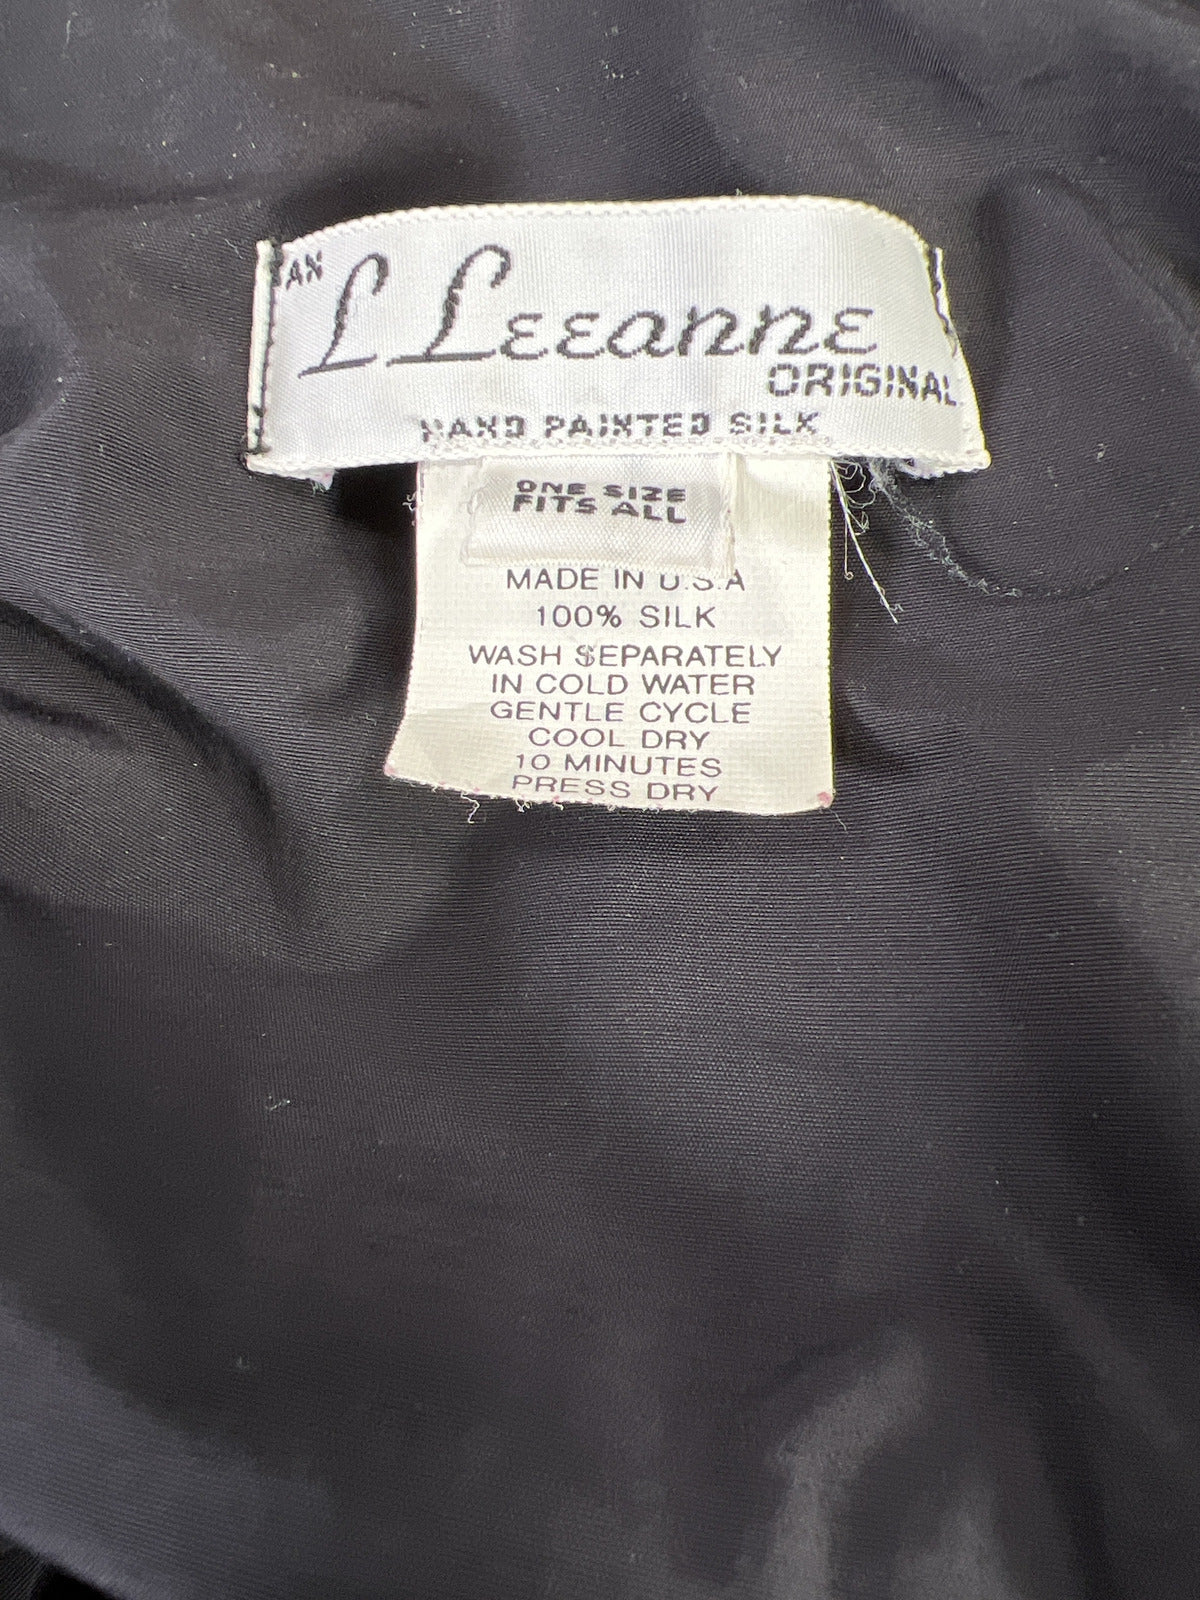 AN L Leeanne
ORIGINAL
HAND PAINTED SILK
ONE SIZE
FITS ALL
MADE IN U.S.A
100% SILK
WASH SEPARATELY
IN COLD WATER
GENTLE CYCLE
COOL DRY
10 MINUTES
PRESS DRY